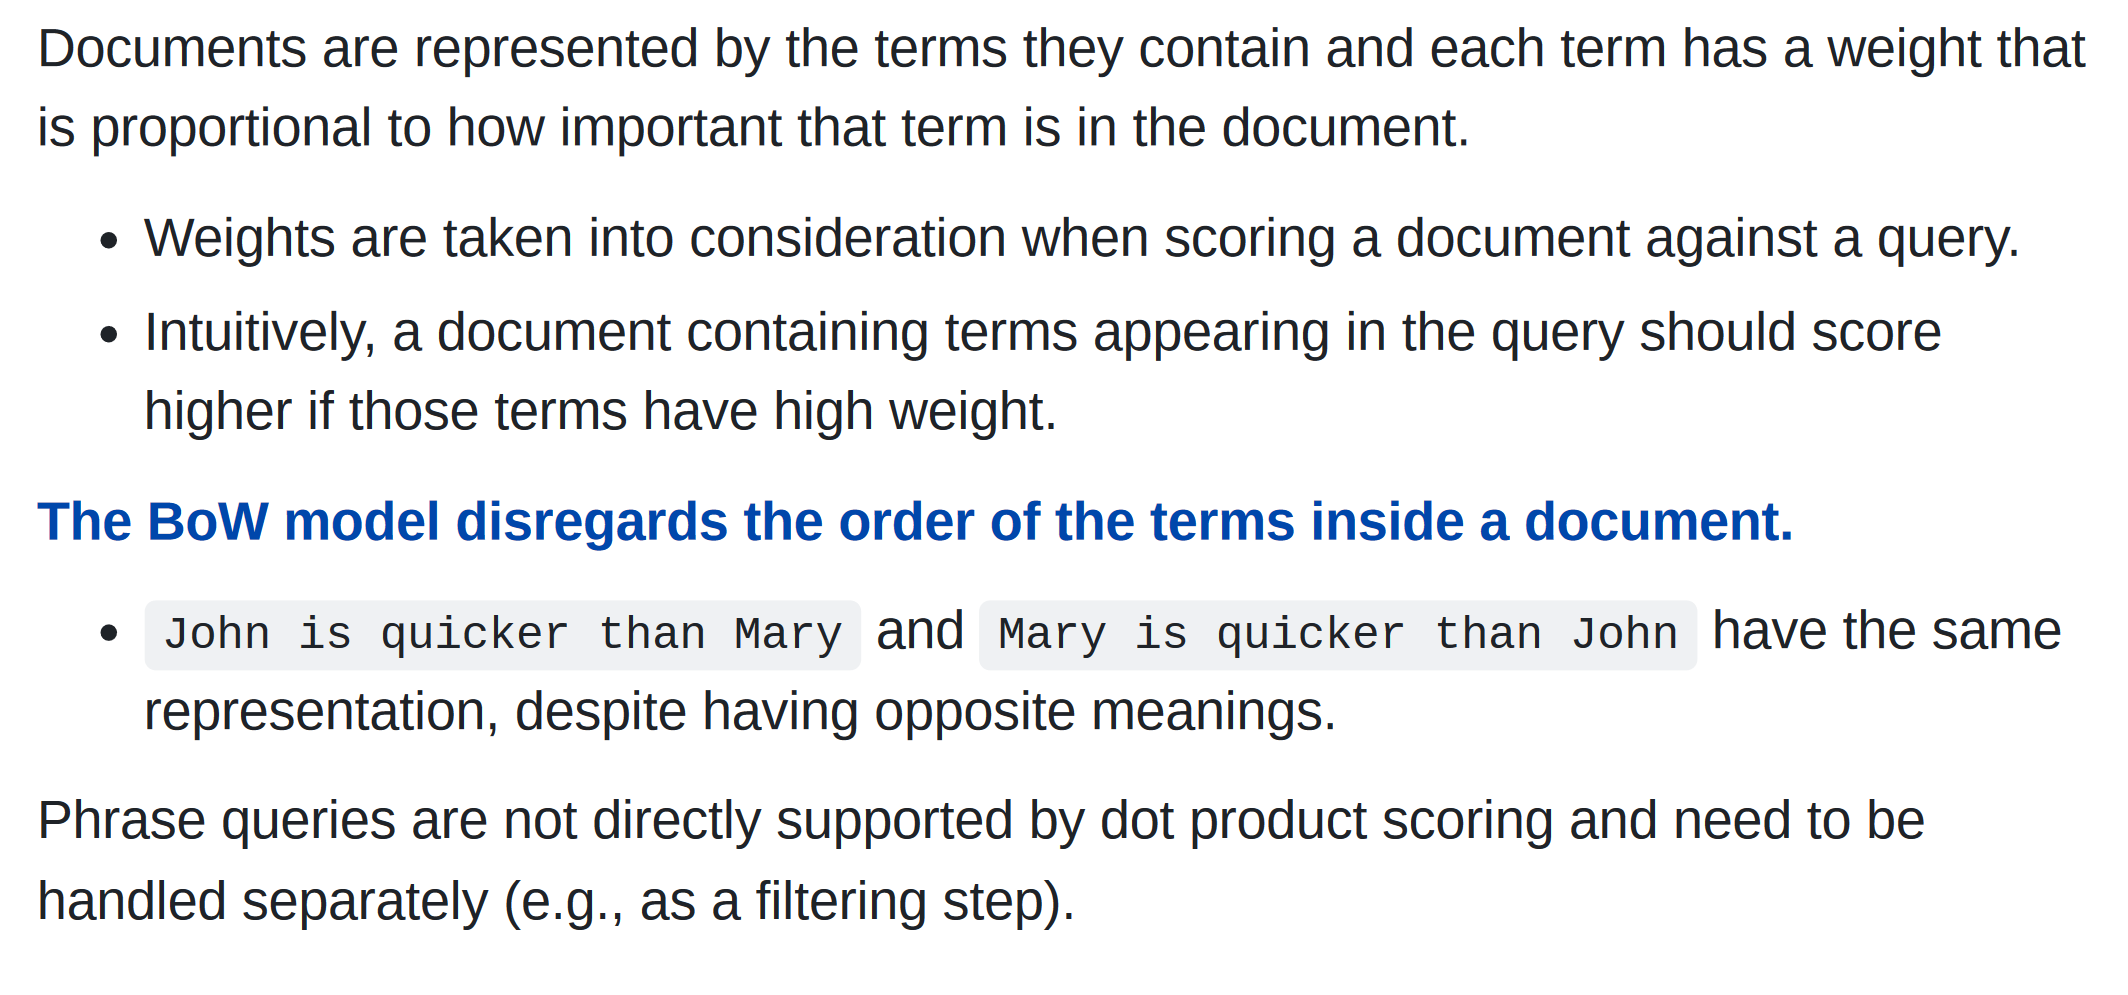 Documents are represented by the terms they contain and each term has a weight that
is proportional to how important that term is in the document.
• Weights are taken into consideration when scoring a document against a query.
• Intuitively, a document containing terms appearing in the query should score
higher if those terms have high weight.
The BoW model disregards the order of the terms inside a document.
• John is quicker than Mary and Mary is quicker than John have the same
representation, despite having opposite meanings.
Phrase queries are not directly supported by dot product scoring and need to be
handled separately (e.g., as a filtering step).